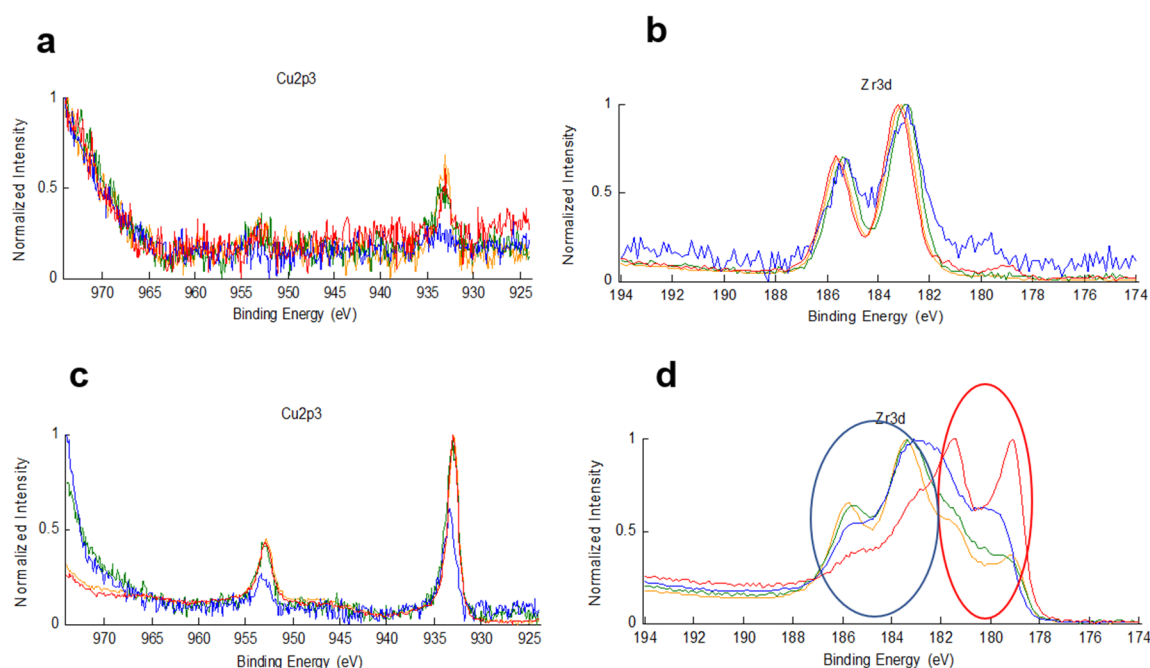 a
Cu2p3
Normalized Intensity
1
0.5
0
970 965 960 955 950 945 940 935 930 925
Binding Energy (eV)
b
Zr3d
Normalized Intensity
1
0.5
0
194 192 190 188 186 184 182 180 178 176 174
Binding Energy (eV)
c
Cu2p3
Normalized Intensity
1
0.5
0
970 965 960 955 950 945 940 935 930 925
Binding Energy (eV)
d
Zr3d
Normalized Intensity
1
0.5
0
194 192 190 188 186 184 182 180 178 176 174
Binding Energy (eV)